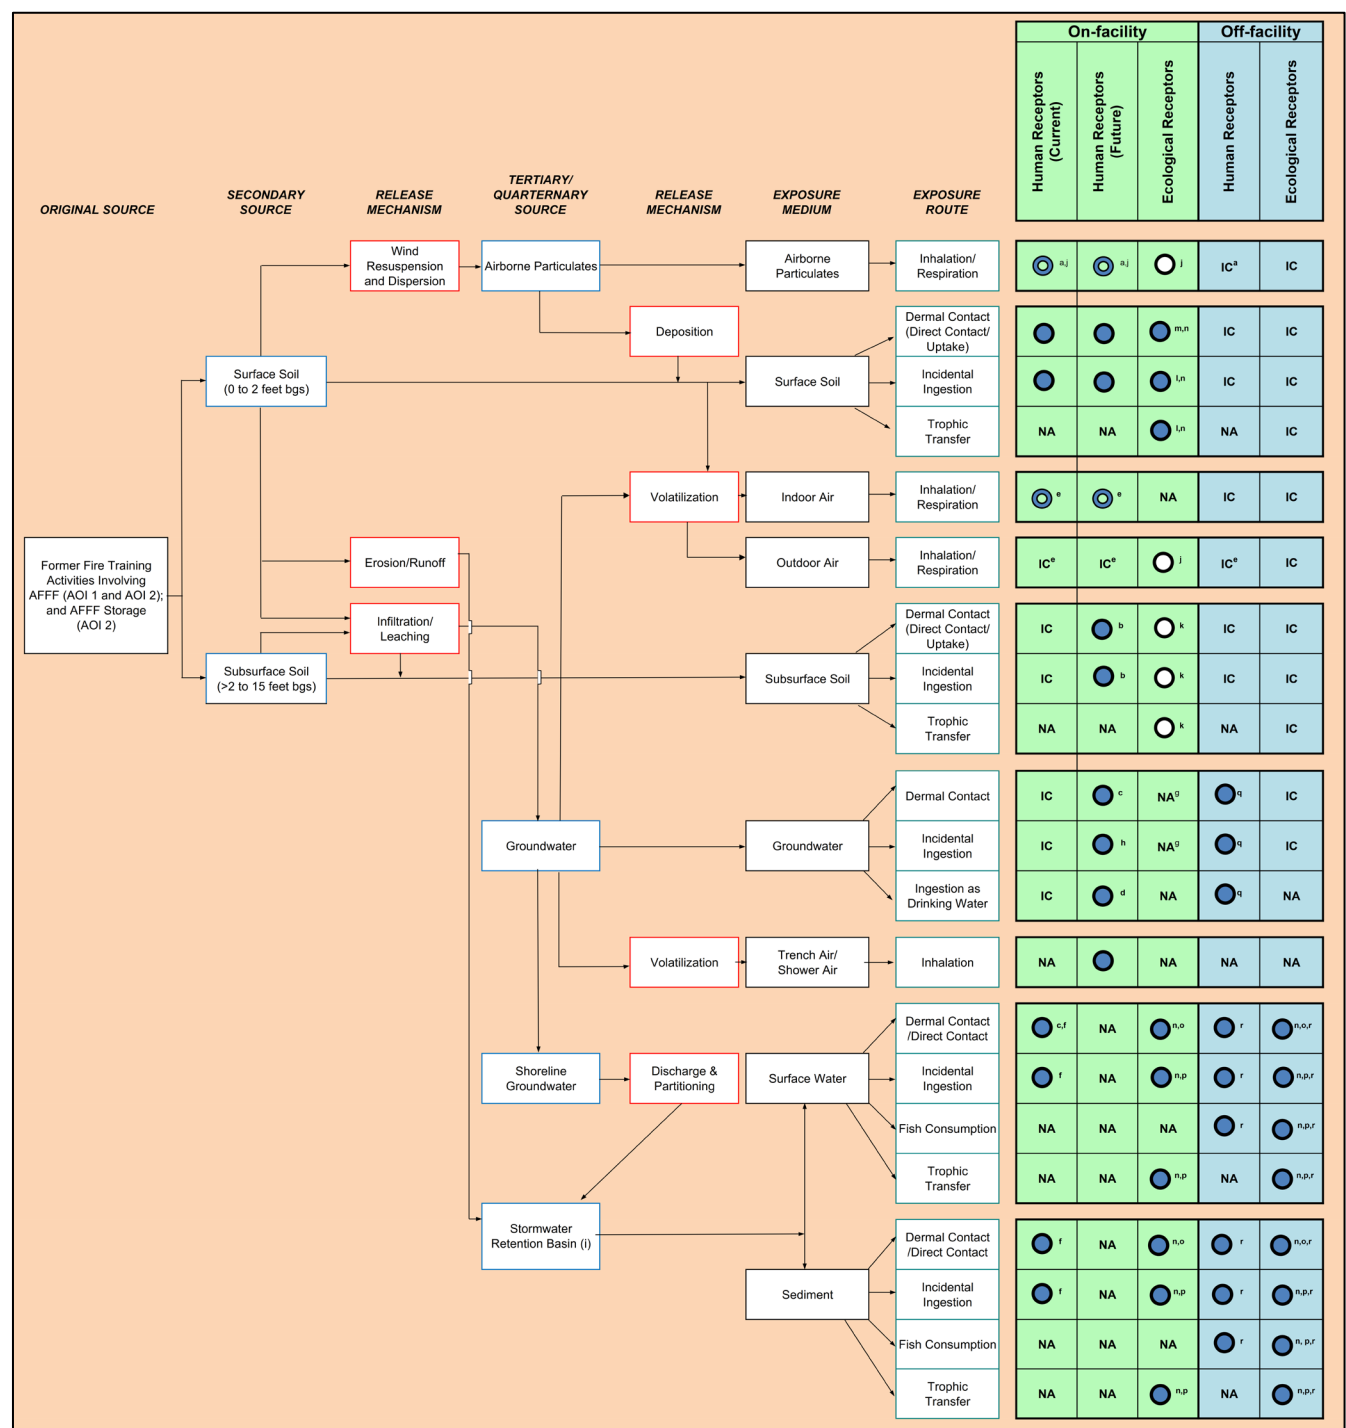 On-facility
Off-facility
Human Receptors
(Current)
Human Receptors
(Future)
Ecological Receptors
Human Receptors
Ecological Receptors
ORIGINAL SOURCE
SECONDARY
SOURCE
RELEASE
MECHANISM
TERTIARY/
QUARTERNARY
SOURCE
RELEASE
MECHANISM
EXPOSURE
MEDIUM
EXPOSURE
ROUTE
Wind
Resuspension
and Dispersion
Airborne Particulates
Airborne
Particulates
Inhalation/
Respiration
a,j
a,j
j
IC^a
IC
Deposition
Dermal Contact
(Direct Contact/
Uptake)
m,n
IC
IC
Surface Soil
(0 to 2 feet bgs)
Surface Soil
Incidental
Ingestion
l,n
IC
IC
Trophic
Transfer
NA
NA
l,n
NA
IC
Volatilization
Indoor Air
Inhalation/
Respiration
e
e
NA
IC
IC
Former Fire Training
Activities Involving
AFFF (AOI 1 and AOI 2);
and AFFF Storage
(AOI 2)
Erosion/Runoff
Outdoor Air
Inhalation/
Respiration
IC^e
IC^e
j
IC^e
IC
Infiltration/
Leaching
Dermal Contact
(Direct Contact/
Uptake)
IC
b
k
IC
IC
Subsurface Soil
(>2 to 15 feet bgs)
Subsurface Soil
Incidental
Ingestion
IC
b
k
IC
IC
Trophic
Transfer
NA
NA
k
NA
IC
Dermal Contact
IC
c
NA^g
q
IC
Groundwater
Groundwater
Incidental
Ingestion
IC
h
NA^g
q
IC
Ingestion as
Drinking Water
IC
d
NA
q
NA
Volatilization
Trench Air/
Shower Air
Inhalation
NA
NA
NA
NA
Dermal Contact
/Direct Contact
c,f
NA
n,o
r
n,o,r
Shoreline
Groundwater
Discharge &
Partitioning
Surface Water
Incidental
Ingestion
f
NA
n,p
r
n,p,r
Fish Consumption
NA
NA
NA
r
n,p,r
Trophic
Transfer
NA
NA
n,p
NA
n,p,r
Stormwater
Retention Basin (i)
Dermal Contact
/Direct Contact
f
NA
n,o
r
n,o,r
Sediment
Incidental
Ingestion
f
NA
n,p
r
n,p,r
Fish Consumption
NA
NA
NA
r
n, p,r
Trophic
Transfer
NA
NA
n,p
NA
n,p,r